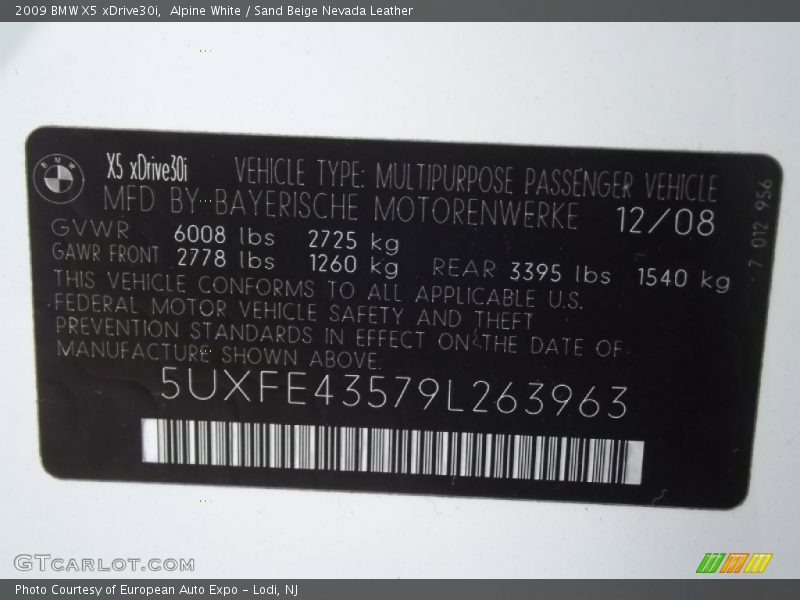 2009 BMW X5 xDrive30i,  Alpine White / Sand Beige Nevada Leather
BMW
X5 xDrive30i VEHICLE TYPE: MULTIPURPOSE PASSENGER VEHICLE
MFD BY BAYERISCHE MOTORENWERKE 12/08
GVWR 6008 lbs 2725 kg
GAWR FRONT 2778 lbs 1260 kg REAR 3395 lbs 1540 kg
THIS VEHICLE CONFORMS TO ALL APPLICABLE U.S.
FEDERAL MOTOR VEHICLE SAFETY AND THEFT
PREVENTION STANDARDS IN EFFECT ON THE DATE OF
MANUFACTURE SHOWN ABOVE.
5UXFE43579L263963
7 012 956
GTCARLOT.COM
Photo Courtesy of European Auto Expo - Lodi, NJ